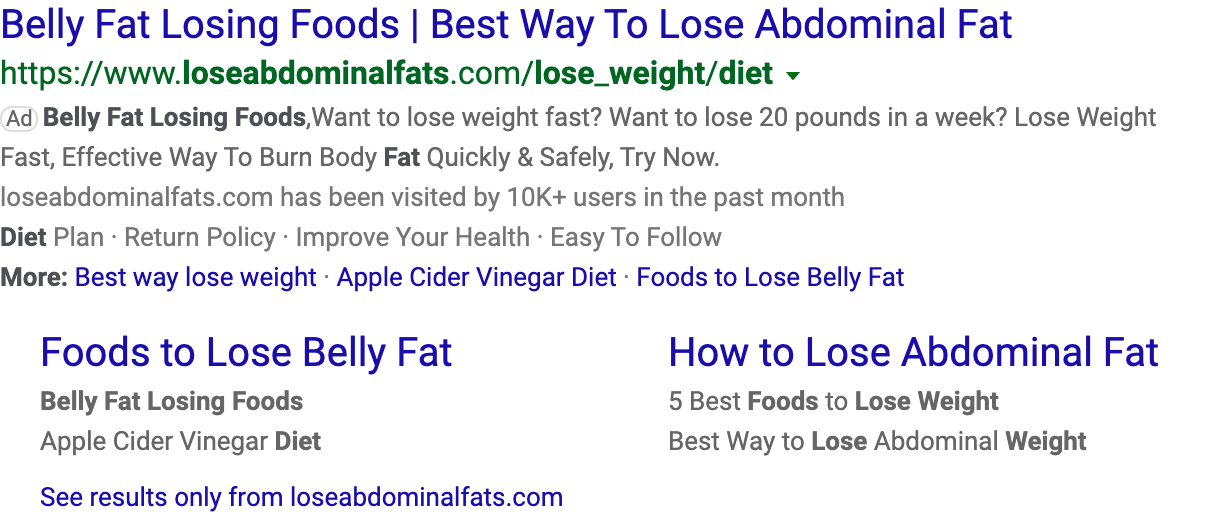 Belly Fat Losing Foods | Best Way To Lose Abdominal Fat
https://www.loseabdominalfats.com/lose_weight/diet
Ad Belly Fat Losing Foods,Want to lose weight fast? Want to lose 20 pounds in a week? Lose Weight
Fast, Effective Way To Burn Body Fat Quickly & Safely, Try Now.
loseabdominalfats.com has been visited by 10K+ users in the past month
Diet Plan · Return Policy · Improve Your Health · Easy To Follow
More: Best way lose weight · Apple Cider Vinegar Diet · Foods to Lose Belly Fat
Foods to Lose Belly Fat
Belly Fat Losing Foods
Apple Cider Vinegar Diet
How to Lose Abdominal Fat
5 Best Foods to Lose Weight
Best Way to Lose Abdominal Weight
See results only from loseabdominalfats.com